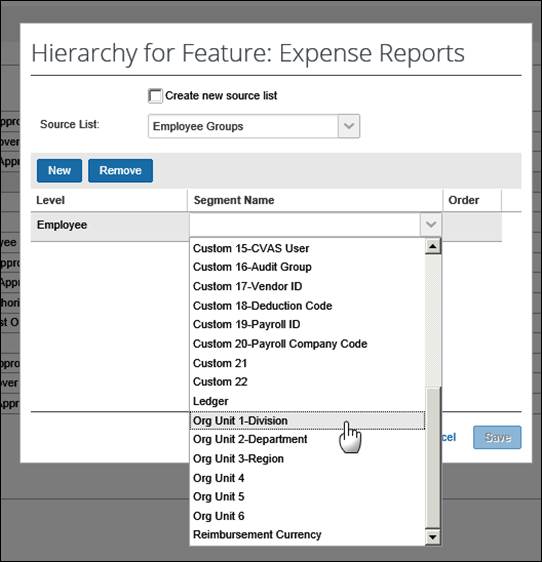 Hierarchy for Feature: Expense Reports
Create new source list
Source List:
Employee Groups
New Remove
Level Segment Name Order
Employee
Custom 15-CVAS User
Custom 16-Audit Group
Custom 17-Vendor ID
Custom 18-Deduction Code
Custom 19-Payroll ID
Custom 20-Payroll Company Code
Custom 21
Custom 22
Ledger
Org Unit 1-Division
Org Unit 2-Department
cel Save
Org Unit 3-Region
Org Unit 4
Org Unit 5
Org Unit 6
Reimbursement Currency